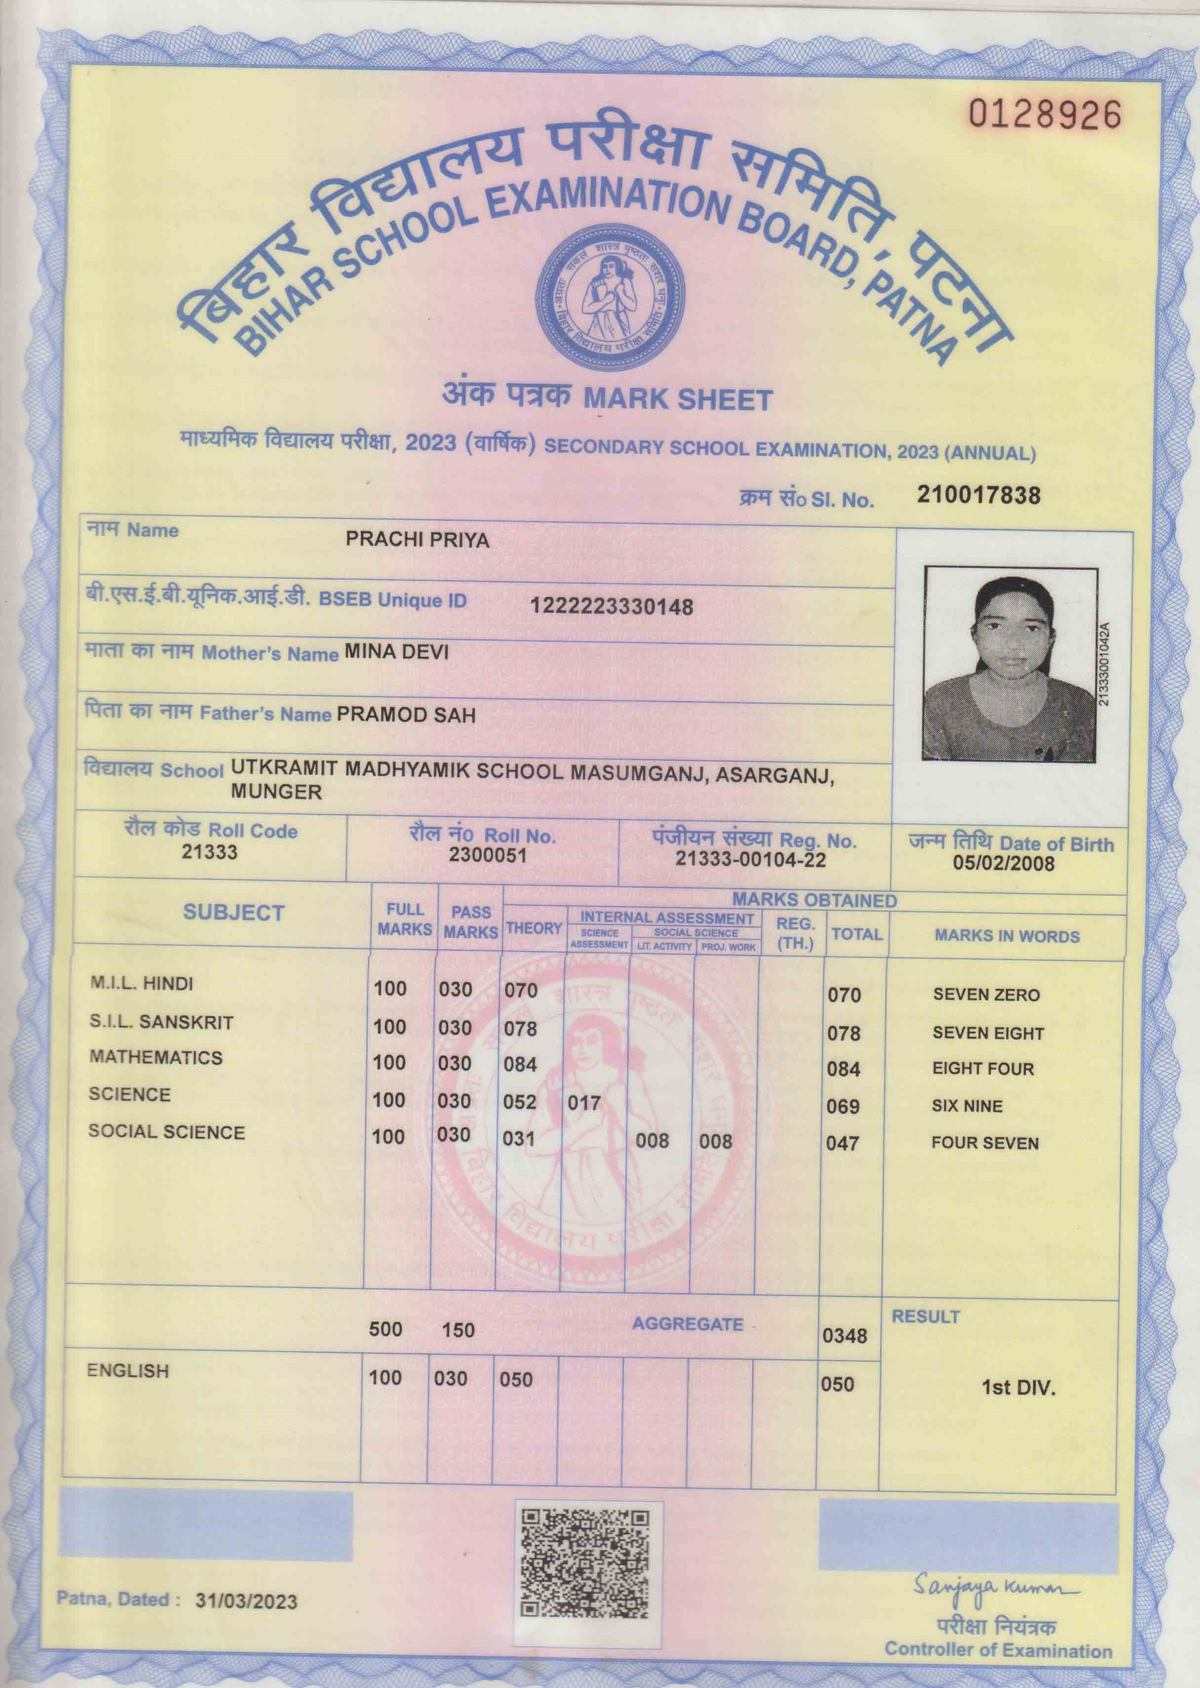 0128926
बिहार विद्यालय परीक्षा समिति, पटना
BIHAR SCHOOL EXAMINATION BOARD, PATNA
बिहार विद्यालय परीक्षा समिति
अंक पत्रक MARK SHEET
माध्यमिक विद्यालय परीक्षा, 2023 (वार्षिक) SECONDARY SCHOOL EXAMINATION, 2023 (ANNUAL)
क्रम सं० Sl. No. 210017838
नाम Name PRACHI PRIYA
बी.एस.ई.बी.यूनिक.आई.डी. BSEB Unique ID 1222223330148
माता का नाम Mother's Name MINA DEVI
पिता का नाम Father's Name PRAMOD SAH
21333001042A
विद्यालय School UTKRAMIT MADHYAMIK SCHOOL MASUMGANJ, ASARGANJ,
MUNGER
रौल कोड Roll Code रौल नं0 Roll No. पंजीयन संख्या Reg. No. जन्म तिथि Date of Birth
21333 2300051 21333-00104-22 05/02/2008
SUBJECT FULL MARKS PASS MARKS MARKS OBTAINED
THEORY INTERNAL ASSESSMENT REG. (TH.) TOTAL MARKS IN WORDS
SCIENCE ASSESSMENT SOCIAL SCIENCE
LIT. ACTIVITY PROJ. WORK
M.I.L. HINDI 100 030 070 070 SEVEN ZERO
S.I.L. SANSKRIT 100 030 078 078 SEVEN EIGHT
MATHEMATICS 100 030 084 084 EIGHT FOUR
SCIENCE 100 030 052 017 069 SIX NINE
SOCIAL SCIENCE 100 030 031 008 008 047 FOUR SEVEN
बिहार विद्यालय परीक्षा समिति
500 150 AGGREGATE 0348 RESULT
ENGLISH 100 030 050 050 1st DIV.
Patna, Dated : 31/03/2023
Sanjaya Kumar
परीक्षा नियंत्रक
Controller of Examination